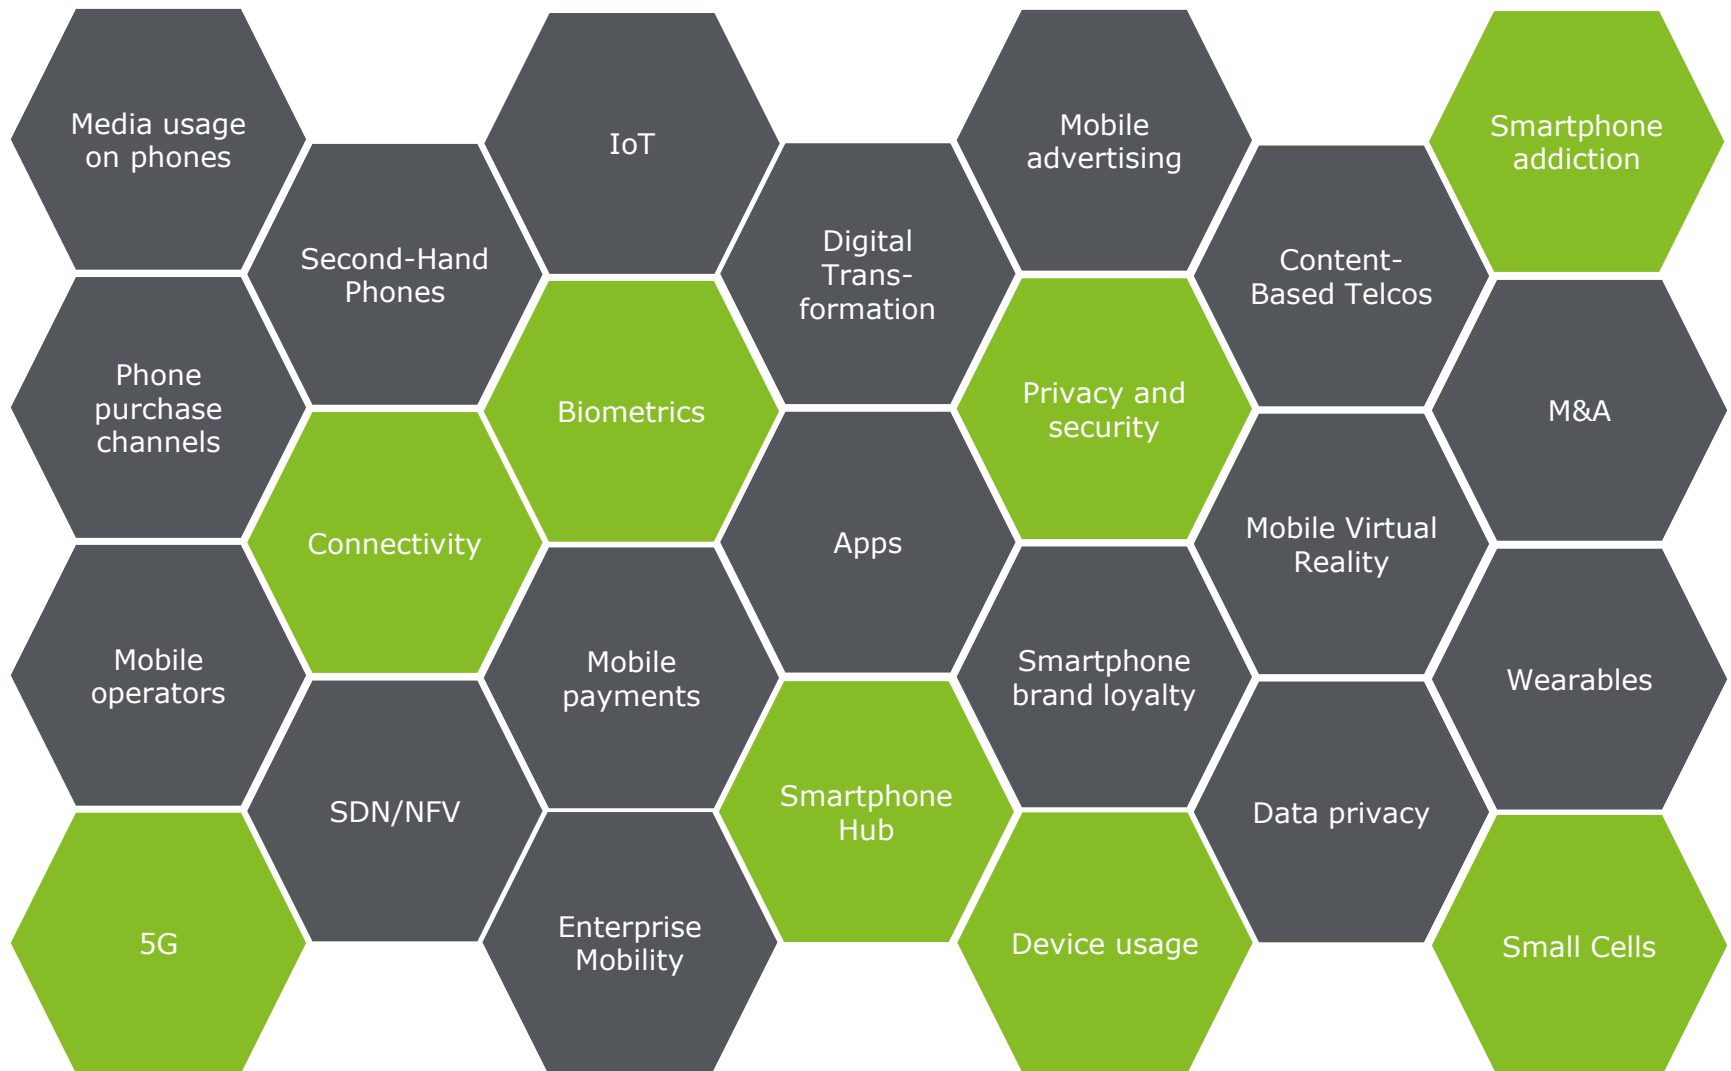 Media usage
on phones
IoT
Mobile
advertising
Smartphone
addiction
Second-Hand
Phones
Digital
Trans-
formation
Content-
Based Telcos
Phone
purchase
channels
Biometrics
Privacy and
security
M&A
Connectivity
Apps
Mobile Virtual
Reality
Mobile
operators
Mobile
payments
Smartphone
brand loyalty
Wearables
SDN/NFV
Smartphone
Hub
Data privacy
5G
Enterprise
Mobility
Device usage
Small Cells